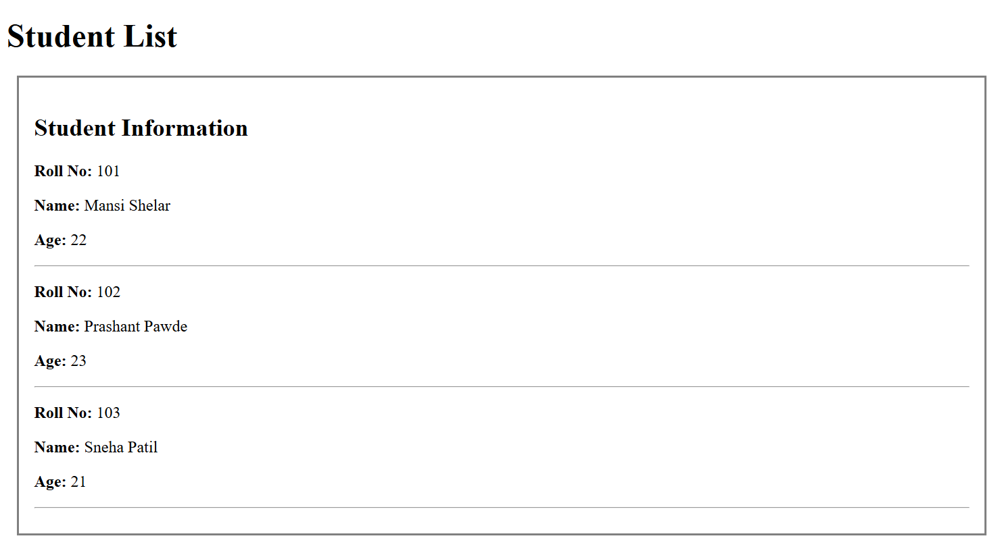 Student List
Student Information
Roll No: 101
Name: Mansi Shelar
Age: 22
Roll No: 102
Name: Prashant Pawde
Age: 23
Roll No: 103
Name: Sneha Patil
Age: 21